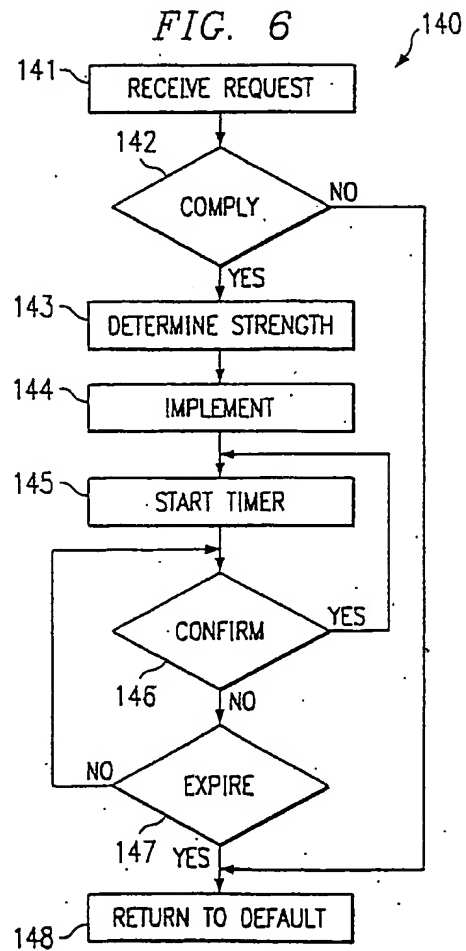 FIG. 6
140
141
RECEIVE REQUEST
142
COMPLY
NO
YES
143
DETERMINE STRENGTH
144
IMPLEMENT
145
START TIMER
CONFIRM
YES
146
NO
NO
EXPIRE
147
YES
148
RETURN TO DEFAULT